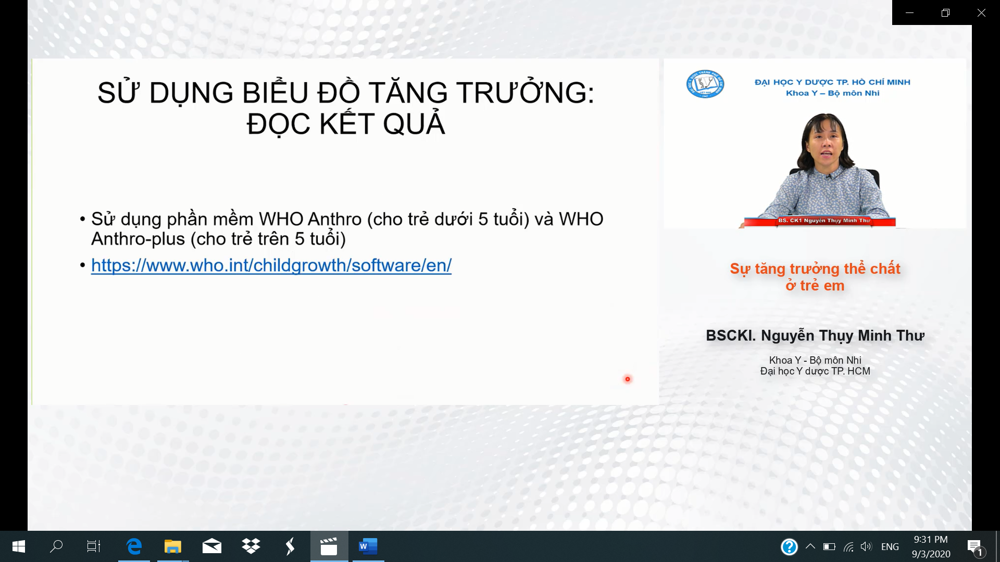 SỬ DỤNG BIỂU ĐỒ TĂNG TRƯỞNG:
ĐỌC KẾT QUẢ
• Sử dụng phần mềm WHO Anthro (cho trẻ dưới 5 tuổi) và WHO
Anthro-plus (cho trẻ trên 5 tuổi)
• https://www.who.int/childgrowth/software/en/
ĐẠI HỌC Y DƯỢC TP. HỒ CHÍ MINH
Khoa Y – Bộ môn Nhi
BS. CK1 Nguyễn Thụy Minh Thư
Sự tăng trưởng thể chất
ở trẻ em
BSCKI. Nguyễn Thụy Minh Thư
Khoa Y - Bộ môn Nhi
Đại học Y dược TP. HCM
W
ENG
9:31 PM
9/3/2020
1